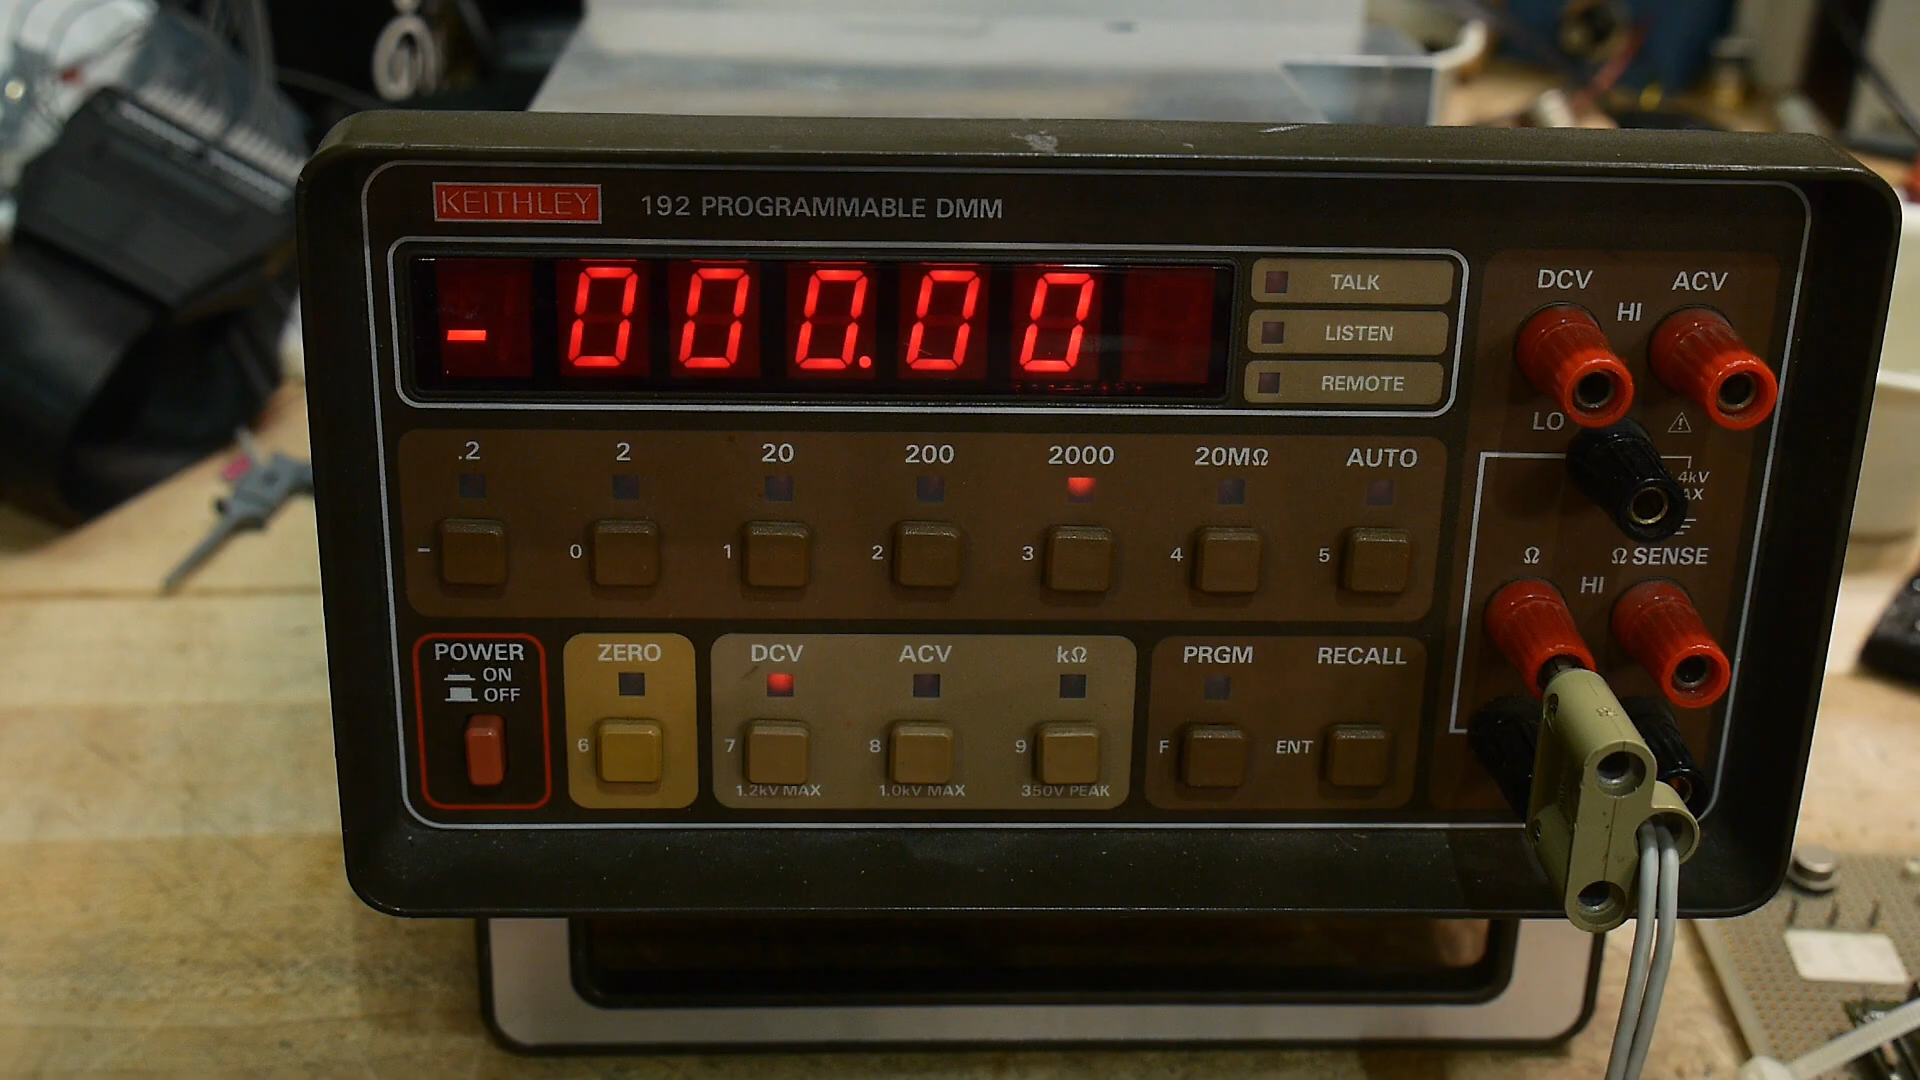 KEITHLEY 192 PROGRAMMABLE DMM
-000.00
TALK
LISTEN
REMOTE
DCV ACV
HI
LO
4kV
AX
.2 2 20 200 2000 20MΩ AUTO
- 0 1 2 3 4 5
Ω Ω SENSE
HI
POWER
ON
OFF
ZERO
6
DCV ACV kΩ
7 8 9
1.2kV MAX 1.0kV MAX 350V PEAK
PRGM RECALL
F ENT